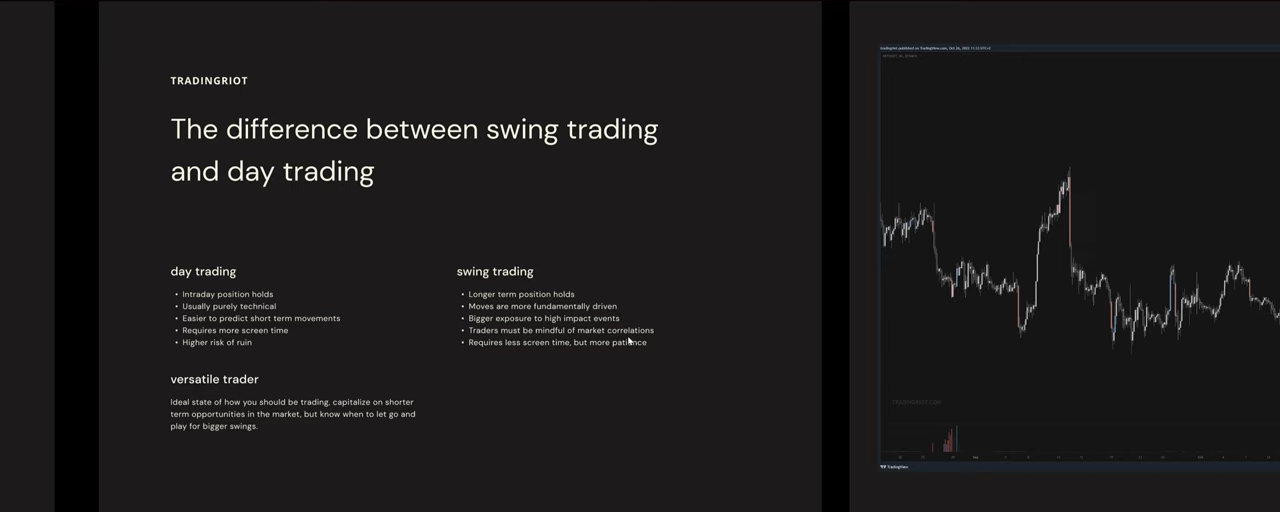 TRADINGRIOT
The difference between swing trading
and day trading
day trading
• Intraday position holds
• Usually purely technical
• Easier to predict short term movements
• Requires more screen time
• Higher risk of ruin
swing trading
• Longer term position holds
• Moves are more fundamentally driven
• Bigger exposure to high impact events
• Traders must be mindful of market correlations
• Requires less screen time, but more patience
versatile trader
Ideal state of how you should be trading, capitalize on shorter
term opportunities in the market, but know when to let go and
play for bigger swings.
TRADINGRIOT.COM
TradingView